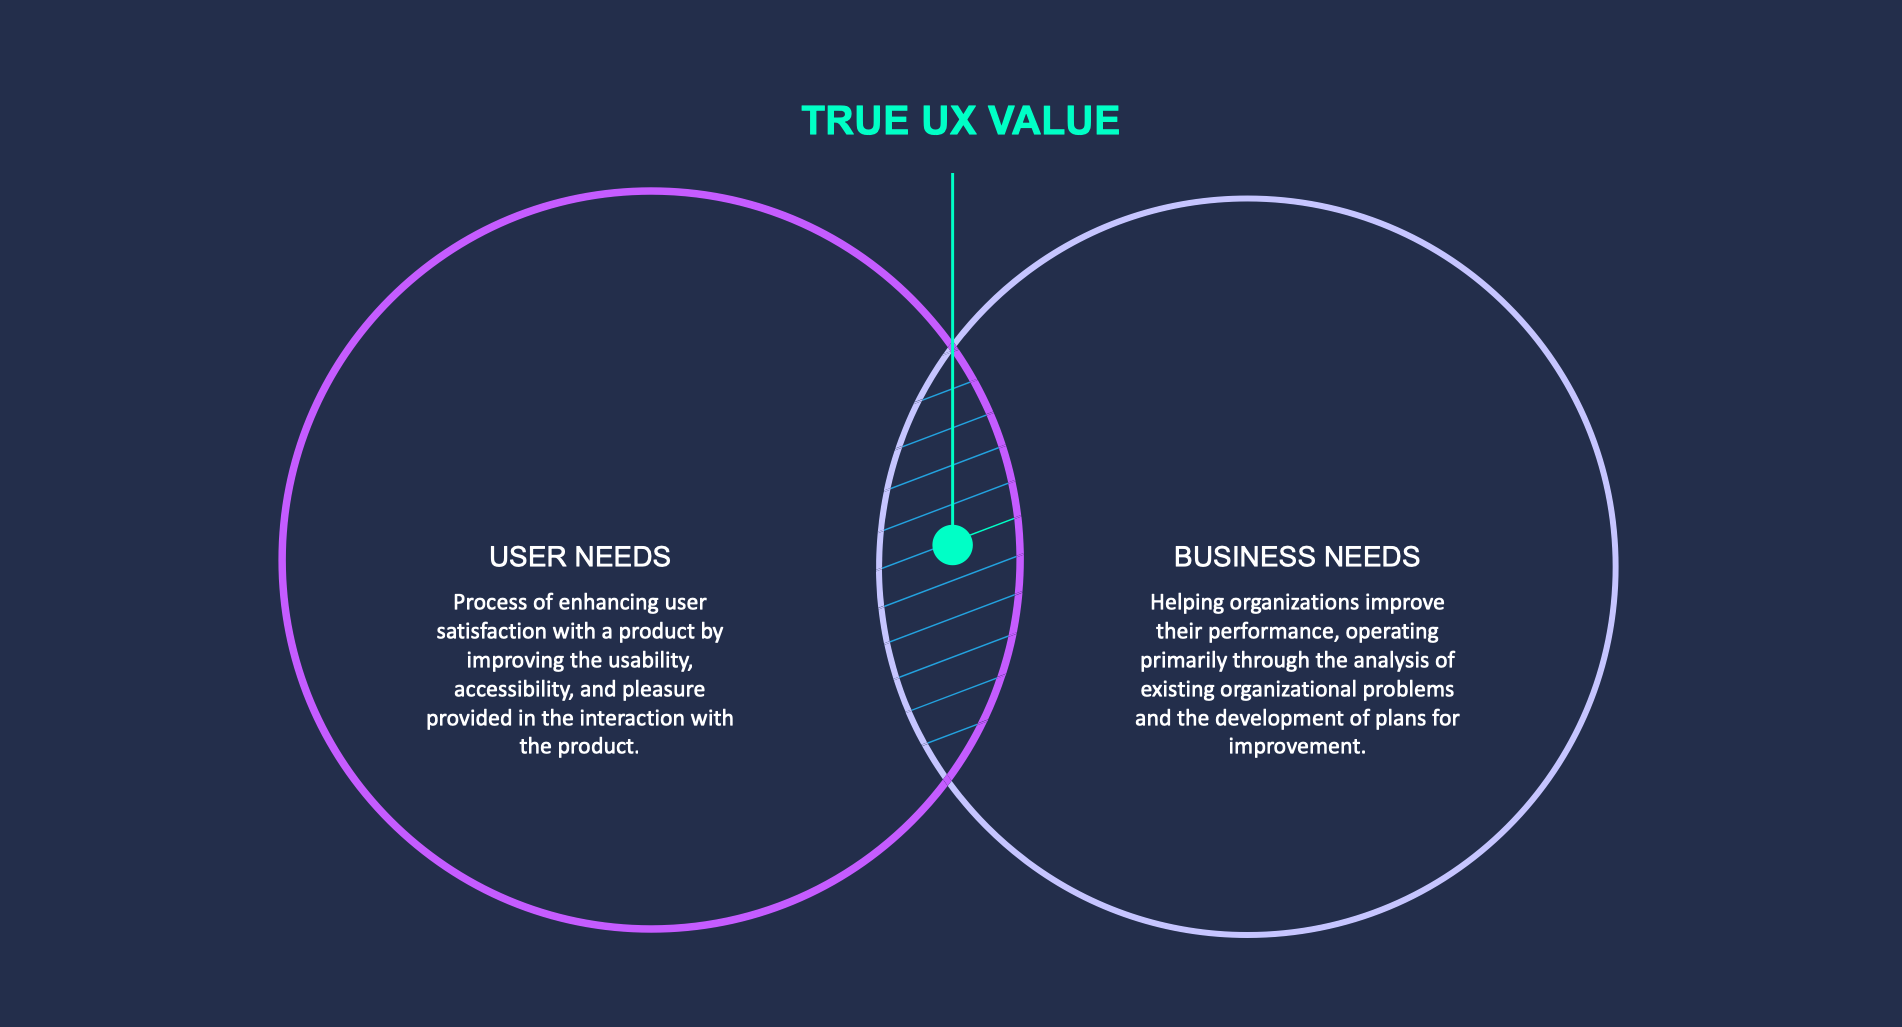 TRUE UX VALUE
USER NEEDS
Process of enhancing user
satisfaction with a product by
improving the usability,
accessibility, and pleasure
provided in the interaction with
the product.
BUSINESS NEEDS
Helping organizations improve
their performance, operating
primarily through the analysis of
existing organizational problems
and the development of plans for
improvement.